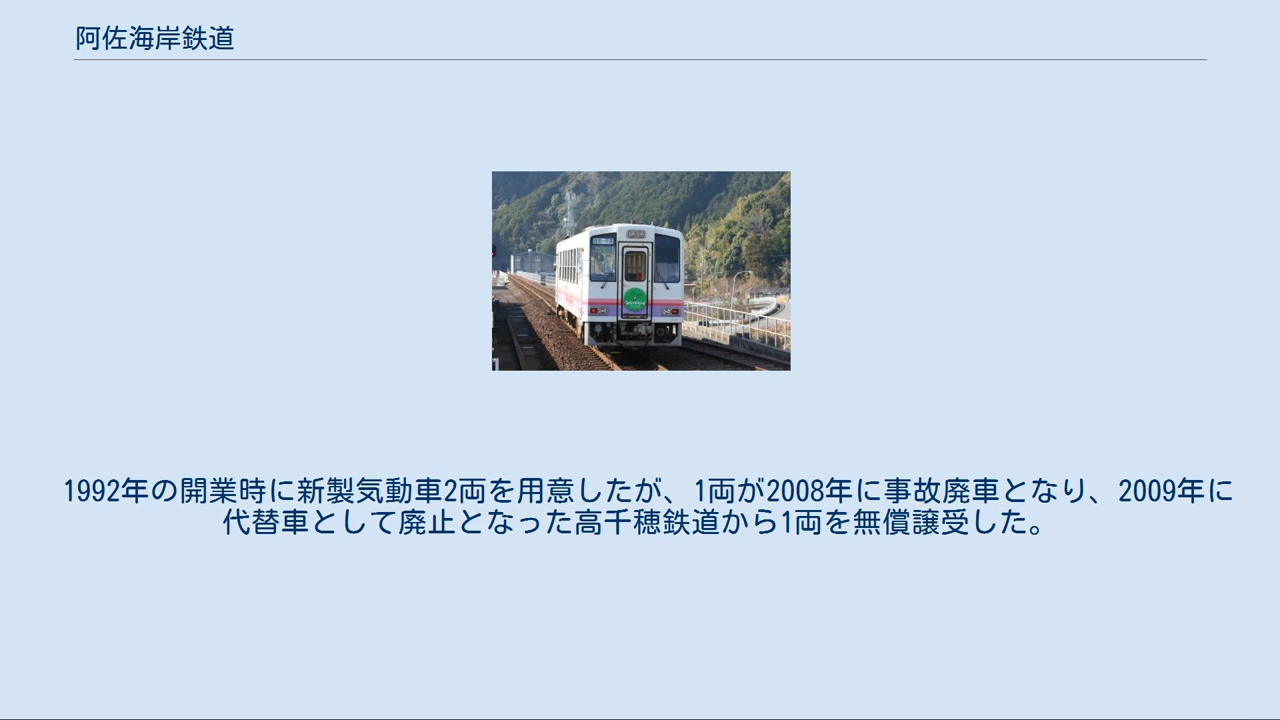 阿佐海岸鉄道
1992年の開業時に新製気動車2両を用意したが、1両が2008年に事故廃車となり、2009年に
代替車として廃止となった高千穂鉄道から1両を無償譲受した。